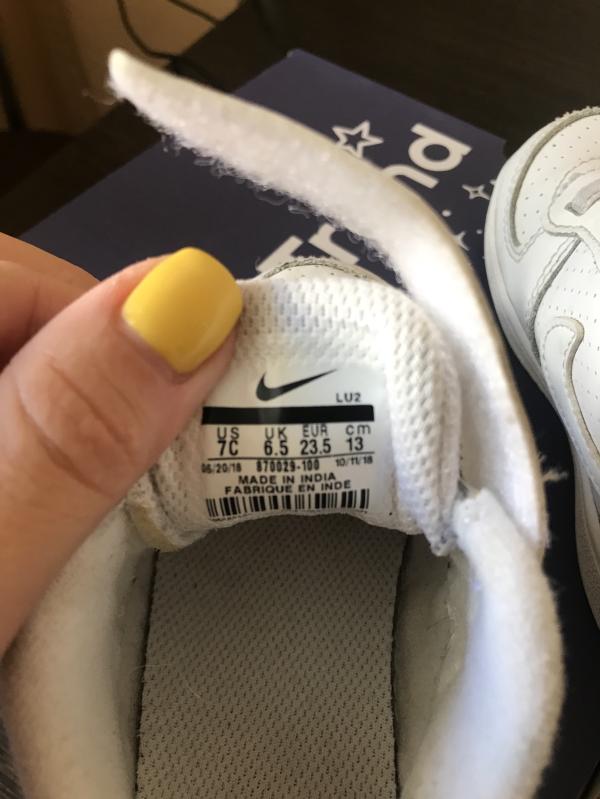 LU2
US UK EUR cm
7C 6.5 23.5 13
06/20/18 870029-100 10/11/18
MADE IN INDIA
FABRIQUE EN INDE